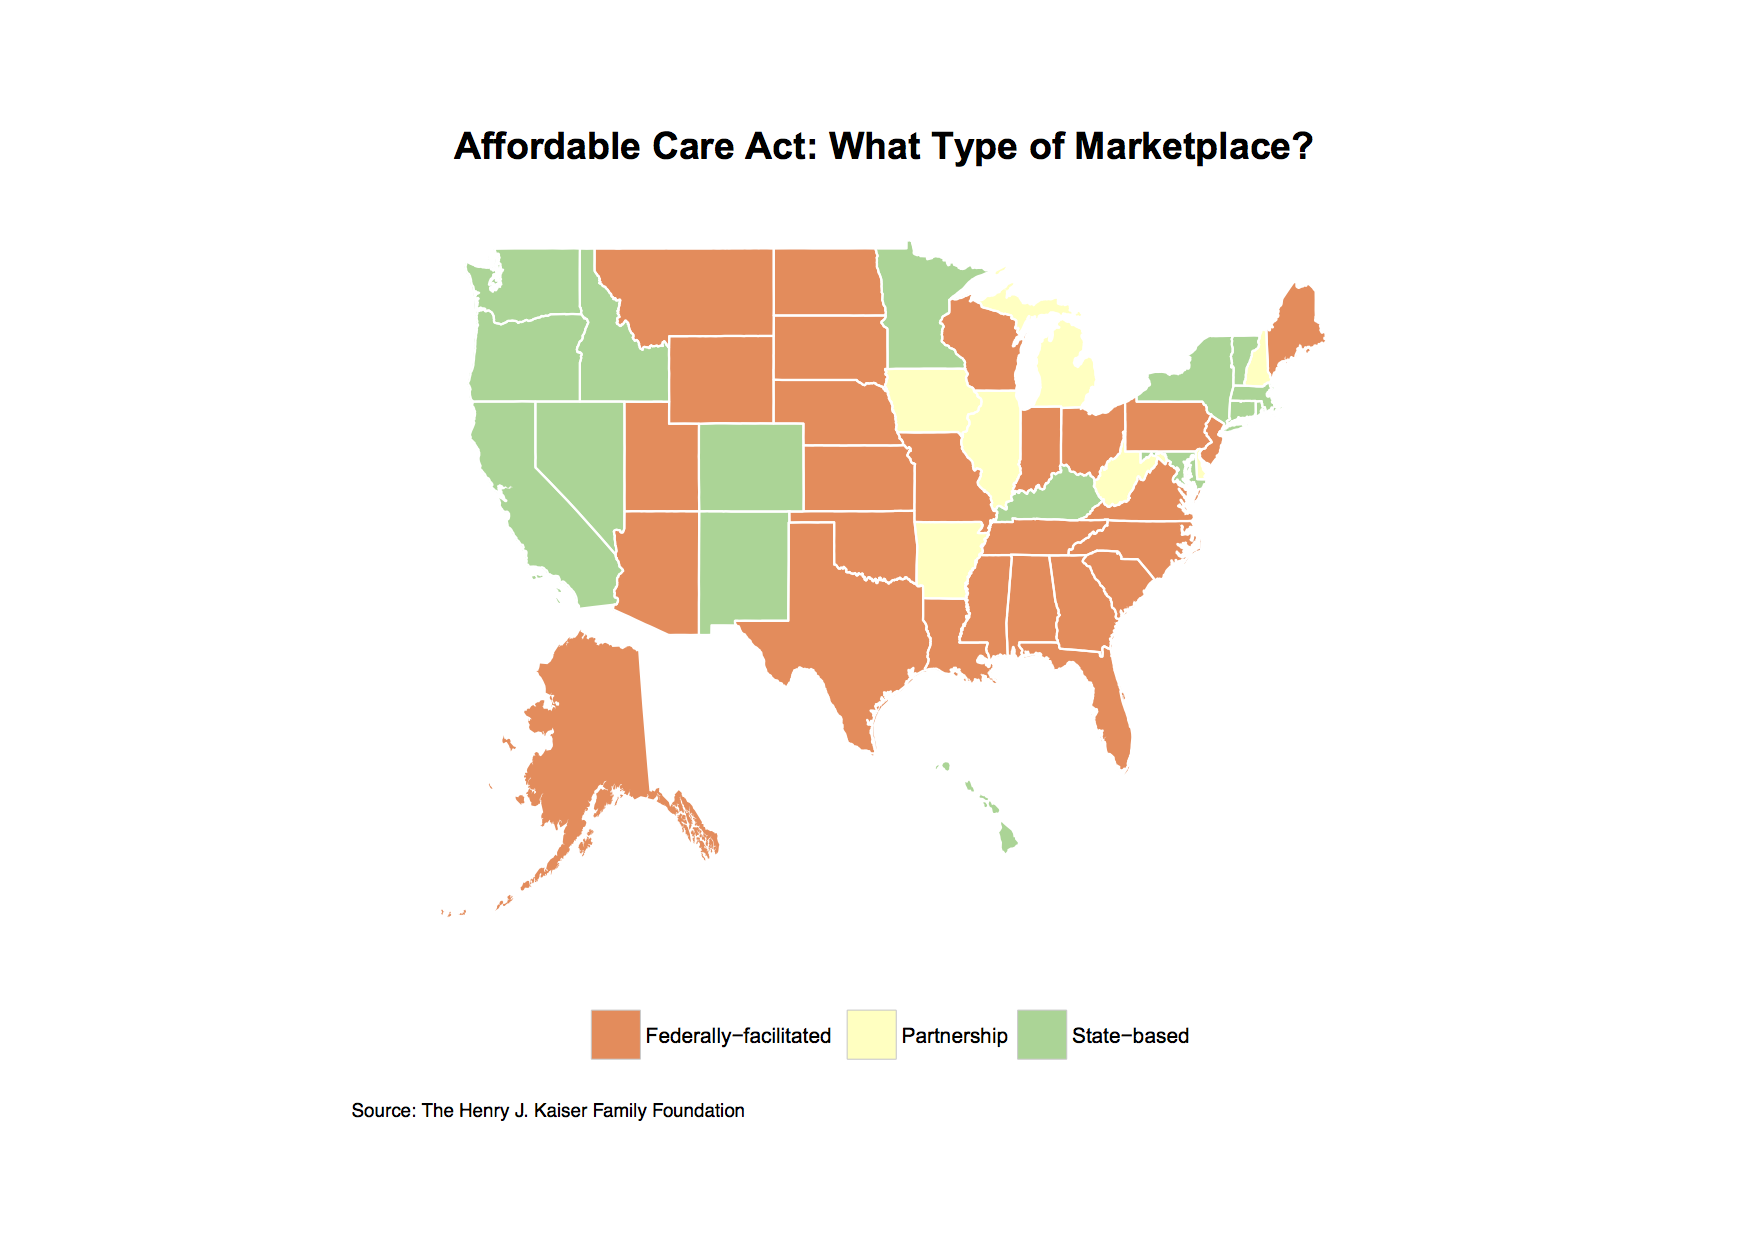 Affordable Care Act: What Type of Marketplace?
Federally−facilitated Partnership State−based
Source: The Henry J. Kaiser Family Foundation